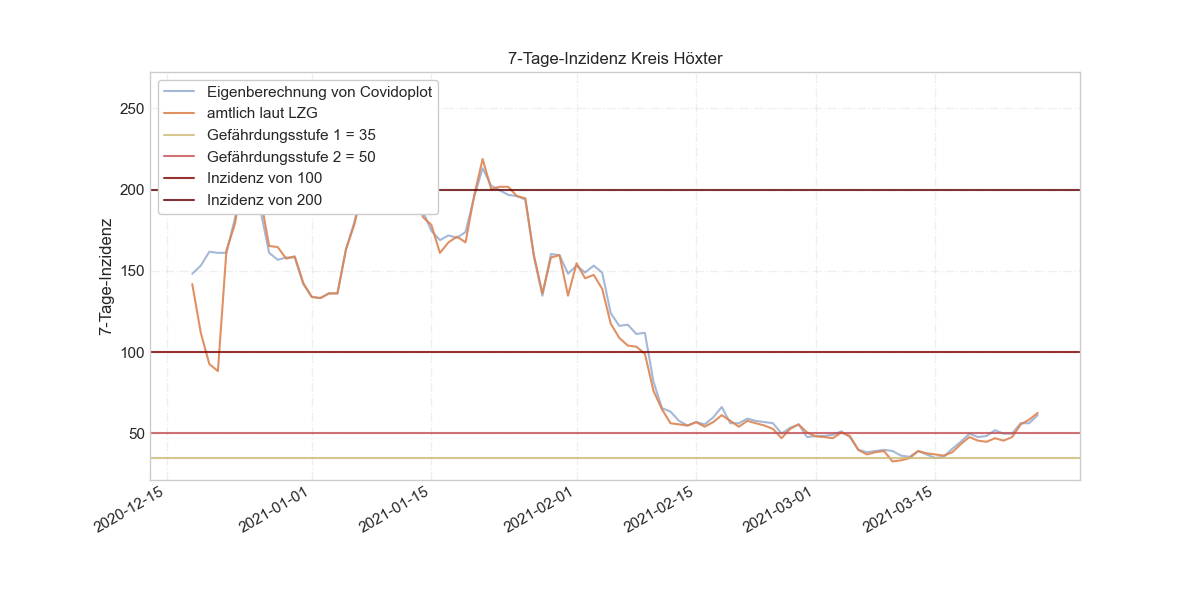 7-Tage-Inzidenz Kreis Höxter
Eigenberechnung von Covidoplot
amtlich laut LZG
Gefährdungsstufe 1 = 35
Gefährdungsstufe 2 = 50
Inzidenz von 100
Inzidenz von 200
7-Tage-Inzidenz
250
200
150
100
50
2020-12-15
2021-01-01
2021-01-15
2021-02-01
2021-02-15
2021-03-01
2021-03-15